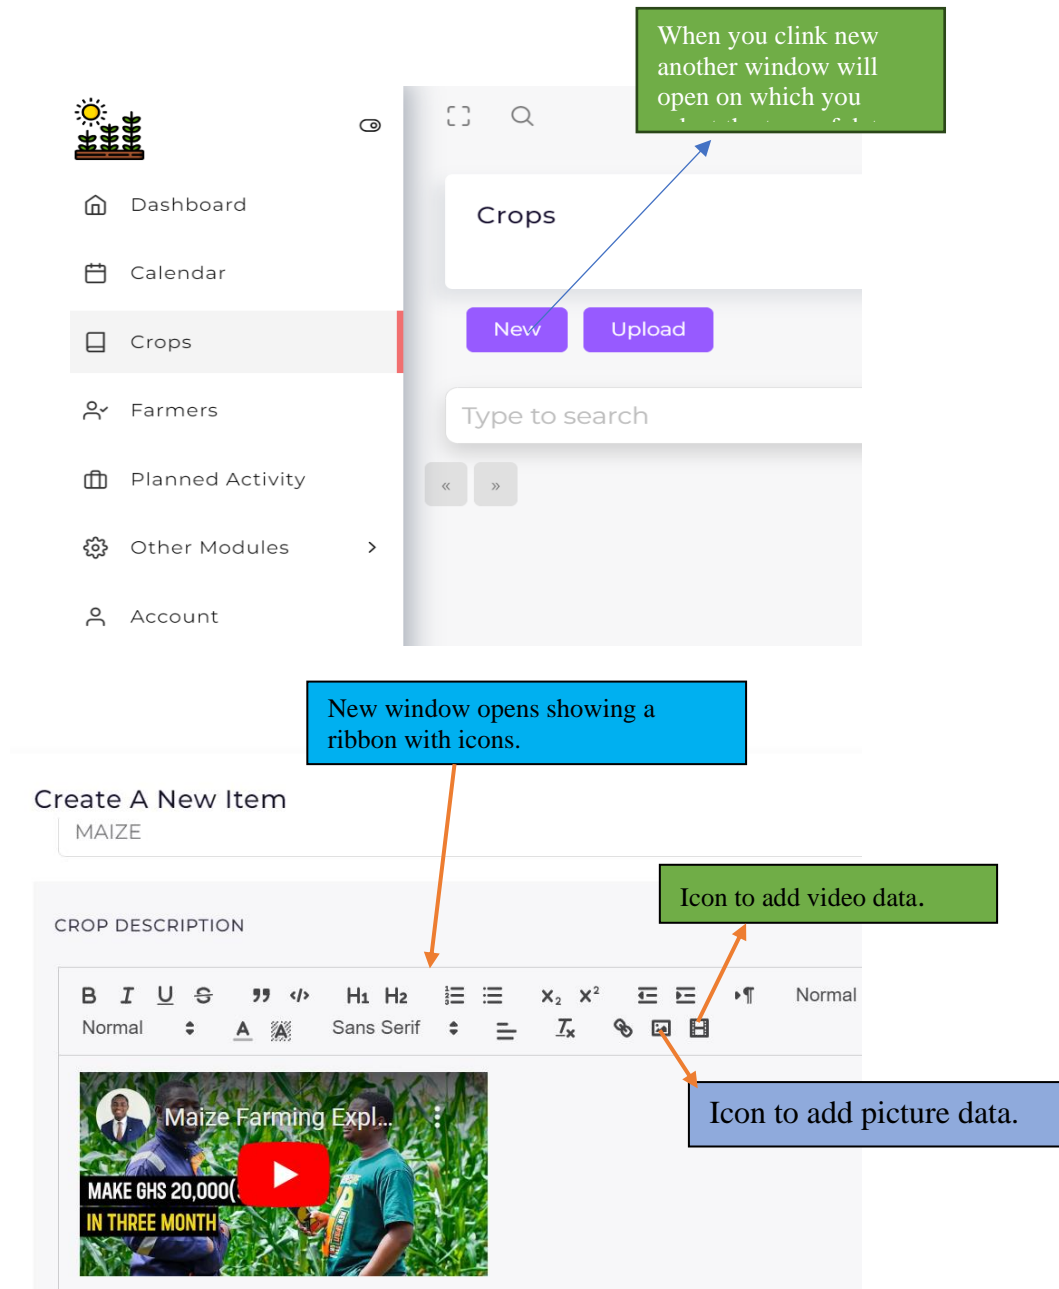 When you clink new
another window will
open on which you
Dashboard
Calendar
Crops
Farmers
Planned Activity
Other Modules
Account
Crops
New Upload
Type to search
« »
New window opens showing a
ribbon with icons.
Create A New Item
MAIZE
Icon to add video data.
CROP DESCRIPTION
B I U S ” </> H1 H2 x₂ x² ¶ Normal
Normal A A Sans Serif Tx
Icon to add picture data.
Maize Farming Expl...
MAKE GHS 20,000(
IN THREE MONTH